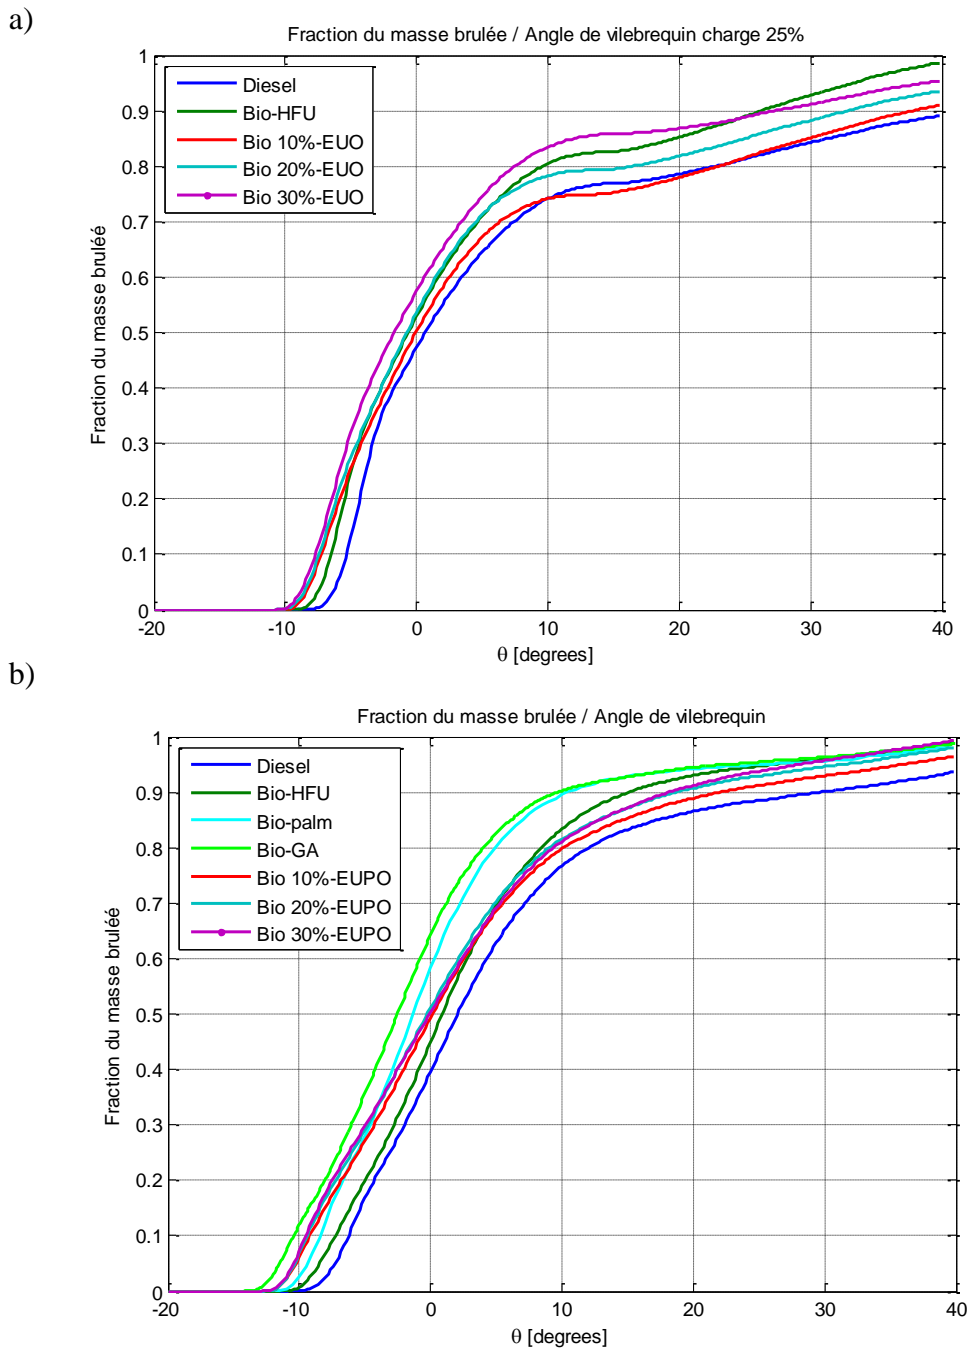 a)
Fraction du masse brulée / Angle de vilebrequin charge 25%
Diesel
Bio-HFU
Bio 10%-EUO
Bio 20%-EUO
Bio 30%-EUO
Fraction du masse bruléé
1
0.9
0.8
0.7
0.6
0.5
0.4
0.3
0.2
0.1
0
-20 -10 0 10 20 30 40
θ [degrees]
b)
Fraction du masse brulée / Angle de vilebrequin
Diesel
Bio-HFU
Bio-palm
Bio-GA
Bio 10%-EUPO
Bio 20%-EUPO
Bio 30%-EUPO
Fraction du masse bruléé
1
0.9
0.8
0.7
0.6
0.5
0.4
0.3
0.2
0.1
0
-20 -10 0 10 20 30 40
θ [degrees]